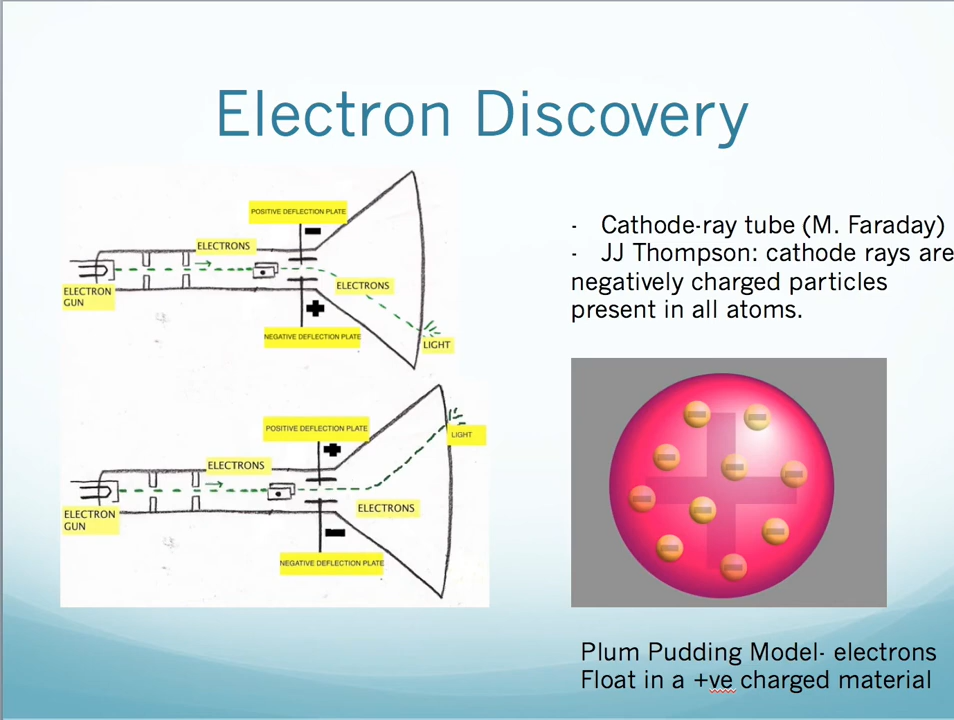 Electron Discovery
POSITIVE DEFLECTION PLATE
ELECTRONS
ELECTRON
GUN
ELECTRONS
NEGATIVE DEFLECTION PLATE
LIGHT
POSITIVE DEFLECTION PLATE
LIGHT
ELECTRONS
ELECTRON
GUN
ELECTRONS
NEGATIVE DEFLECTION PLATE
- Cathode-ray tube (M. Faraday)
- JJ Thompson: cathode rays are
negatively charged particles
present in all atoms.
Plum Pudding Model- electrons
Float in a +ve charged material